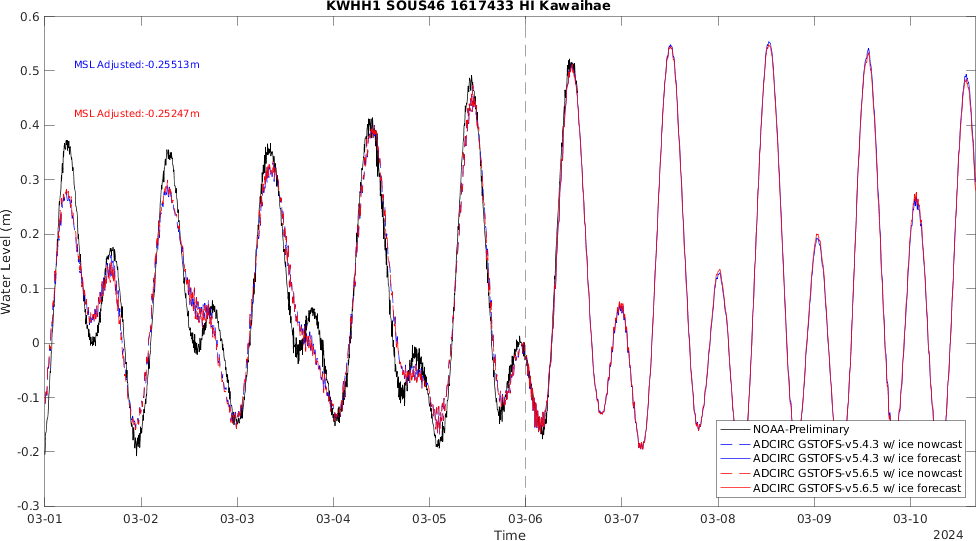 KWHH1 SOUS46 1617433 HI Kawaihae
0.6
0.5
0.4
0.3
0.2
0.1
0
-0.1
-0.2
-0.3
Water Level (m)
MSL Adjusted:-0.25513m
MSL Adjusted:-0.25247m
NOAA-Preliminary
ADCIRC GSTOFS-v5.4.3 w/ ice nowcast
ADCIRC GSTOFS-v5.4.3 w/ ice forecast
ADCIRC GSTOFS-v5.6.5 w/ ice nowcast
ADCIRC GSTOFS-v5.6.5 w/ ice forecast
03-01 03-02 03-03 03-04 03-05 03-06 03-07 03-08 03-09 03-10
Time
2024